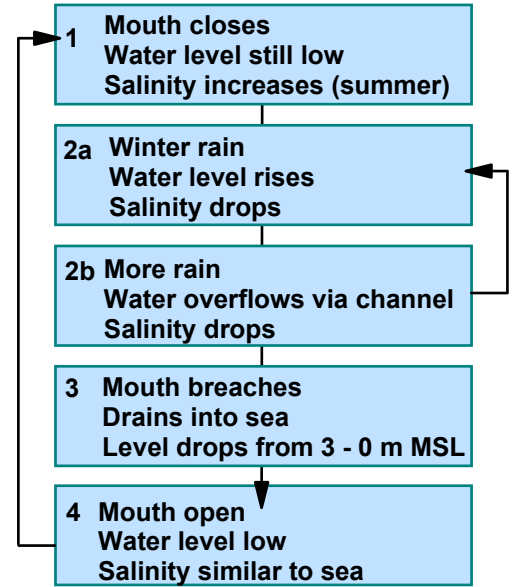 1 Mouth closes
Water level still low
Salinity increases (summer)
2a Winter rain
Water level rises
Salinity drops
2b More rain
Water overflows via channel
Salinity drops
3 Mouth breaches
Drains into sea
Level drops from 3 - 0 m MSL
4 Mouth open
Water level low
Salinity similar to sea